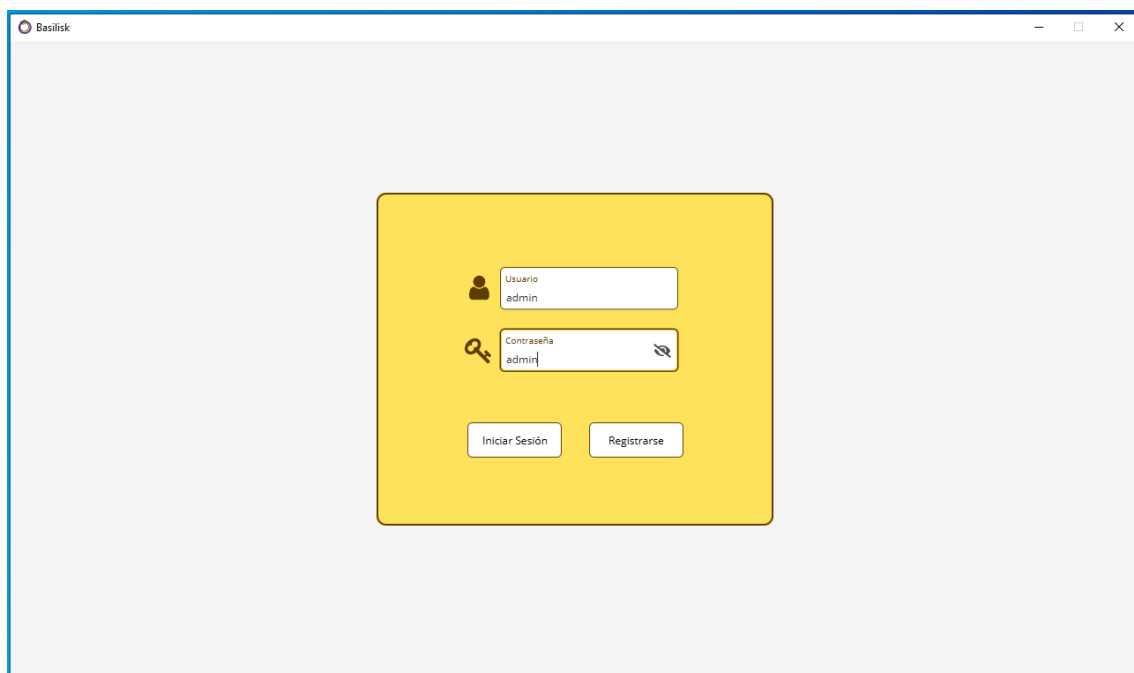 Basilisk
Usuario
admin
Contraseña
admin
Iniciar Sesión
Registrarse